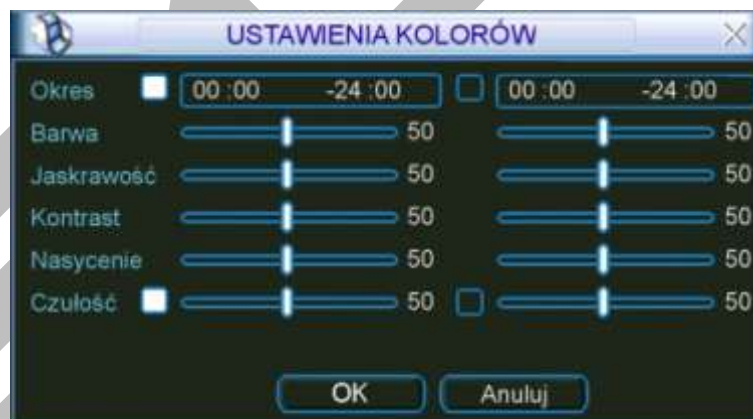 USTAWIENIA KOLORÓW
Okres 00 :00 -24 :00 00 :00 -24 :00
Barwa 50 50
Jaskrawość 50 50
Kontrast 50 50
Nasycenie 50 50
Czułość 50 50
OK Anuluj